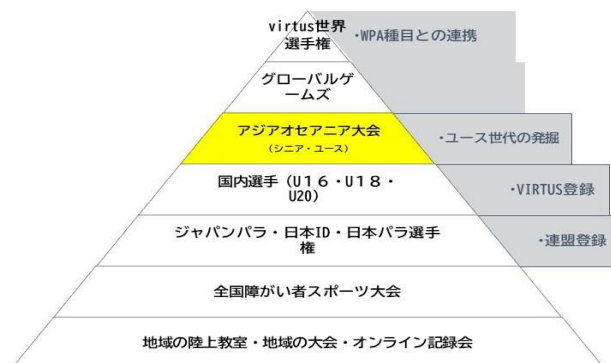 virtus世界
選手権
・WPA種目との連携
グローバルゲ
ームズ
アジアオセアニア大会
(シニア・ユース)
・ユース世代の発掘
国内選手（U１６・U１８・
U20）
・VIRTUS登録
ジャパンパラ・日本ID・日本パラ選手
権
・連盟登録
全国障がい者スポーツ大会
地域の陸上教室・地域の大会・オンライン記録会